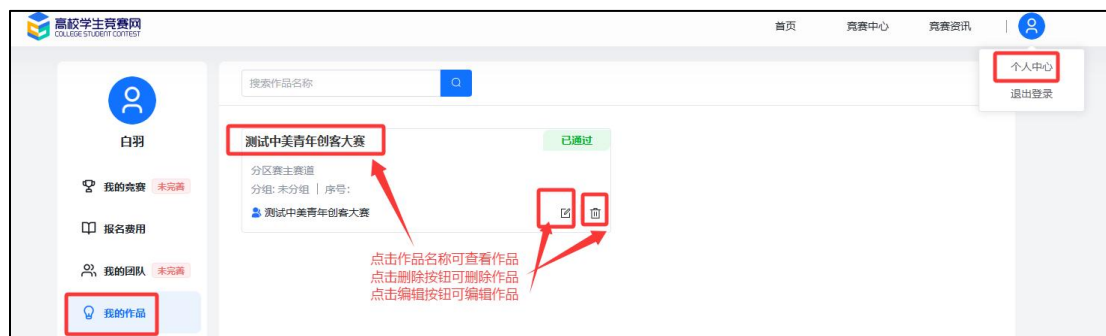 高校学生竞赛网
COLLEGE STUDENT CONTEST
首页
竞赛中心
竞赛资讯
个人中心
退出登录
搜索作品名称
白羽
测试中美青年创客大赛
已通过
分区赛主赛道
分组: 未分组 | 序号:
测试中美青年创客大赛
我的竞赛 未完善
报名费用
我的团队 未完善
我的作品
点击作品名称可查看作品
点击删除按钮可删除作品
点击编辑按钮可编辑作品